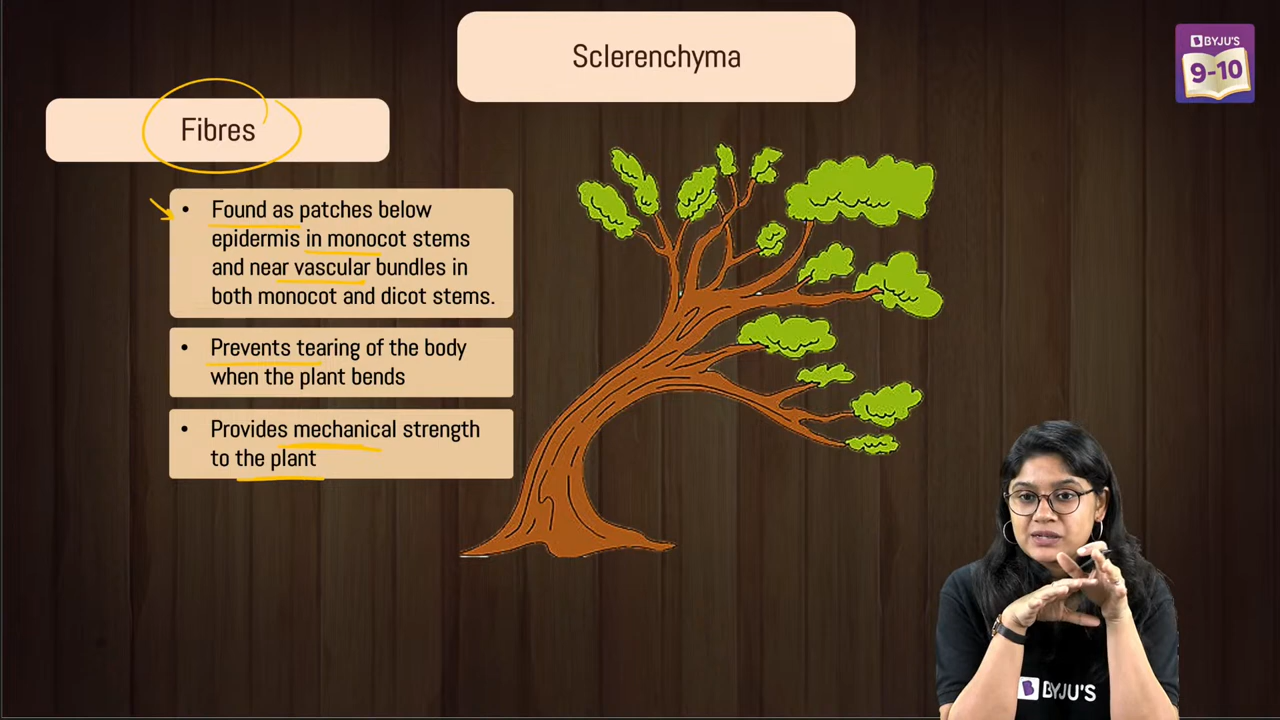 Sclerenchyma
BYJU'S
9-10
Fibres
• Found as patches below
epidermis in monocot stems
and near vascular bundles in
both monocot and dicot stems.
• Prevents tearing of the body
when the plant bends
• Provides mechanical strength
to the plant
BYJU'S